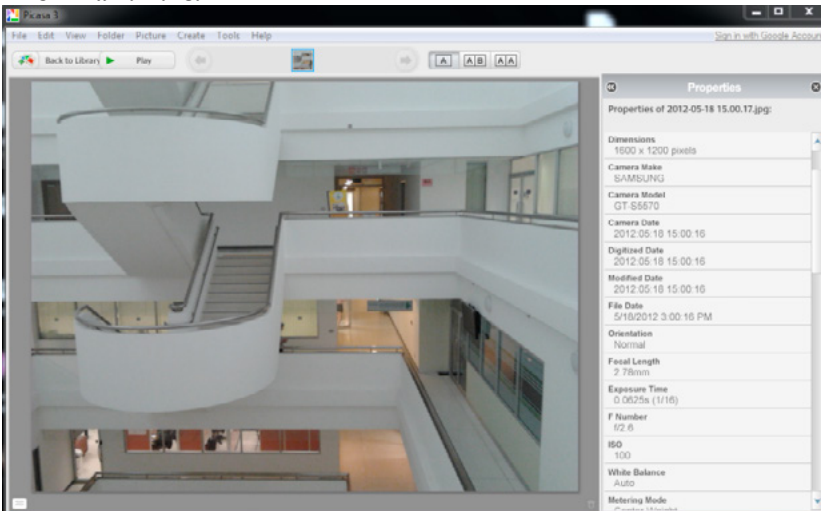 Picasa 3
File Edit View Folder Picture Create Tools Help
Sign in with Google Accoun
Back to Library Play
A AB AA
Properties
Properties of 2012-05-18 15.00.17.jpg:
Dimensions
1600 x 1200 pixels
Camera Make
SAMSUNG
Camera Model
GT-S5570
Camera Date
2012:05:18 15:00:16
Digitized Date
2012:05:18 15:00:16
Modified Date
2012:05:18 15:00:16
File Date
5/18/2012 3:00:16 PM
Orientation
Normal
Focal Length
2.78mm
Exposure Time
0.0625s (1/16)
F Number
f/2.6
ISO
100
White Balance
Auto
Metering Mode
Center Weight